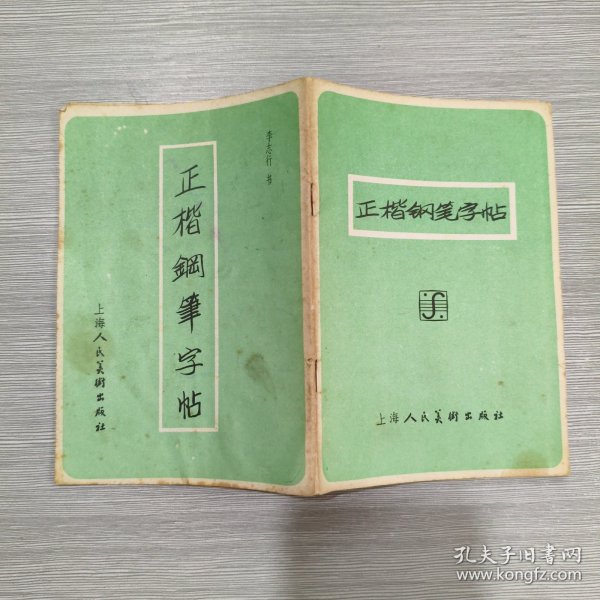 李志行 书
正楷鋼筆字帖
上海人民美術出版社
正楷钢笔字帖
上海人民美術出版社
孔夫子旧书网
www.kongfz.com